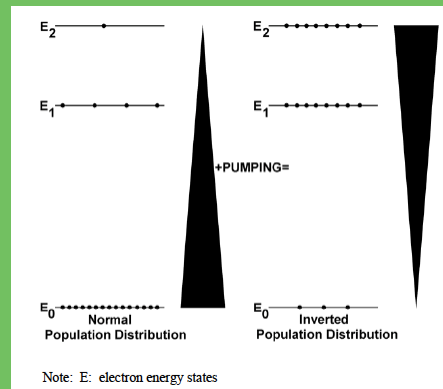 E2
E2
E1
E1
+PUMPING=
E0
E0
Normal
Population Distribution
Inverted
Population Distribution
Note: E: electron energy states